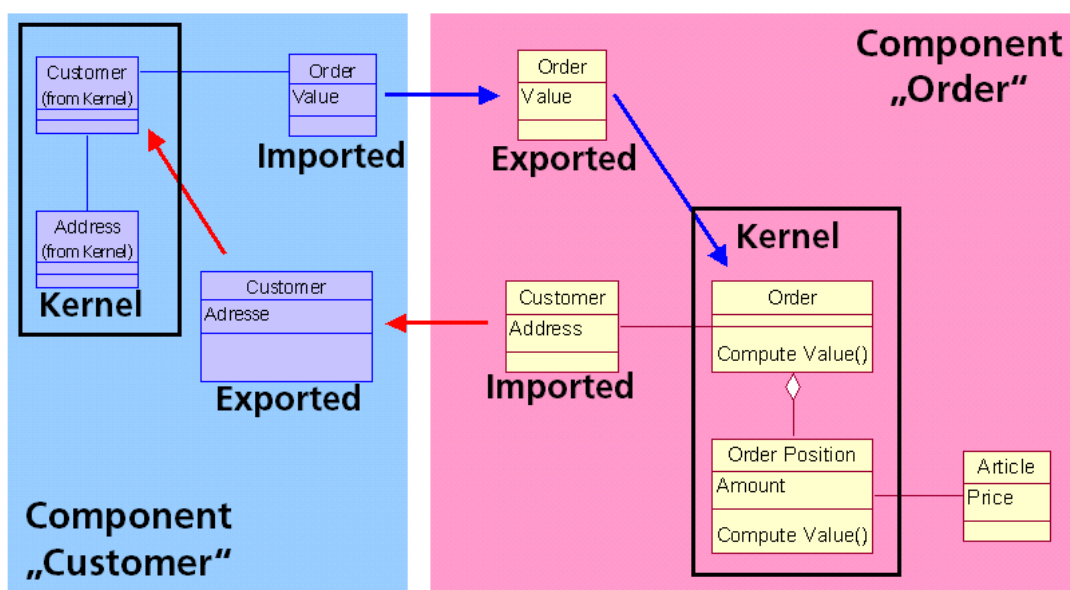 Customer
(from Kernel)
Address
(from Kernel)
Kernel
Order
Value
Imported
Customer
Adresse
Exported
Component
„Customer“
Component
„Order“
Order
Value
Exported
Customer
Address
Imported
Kernel
Order
Compute Value()
Order Position
Amount
Compute Value()
Article
Price